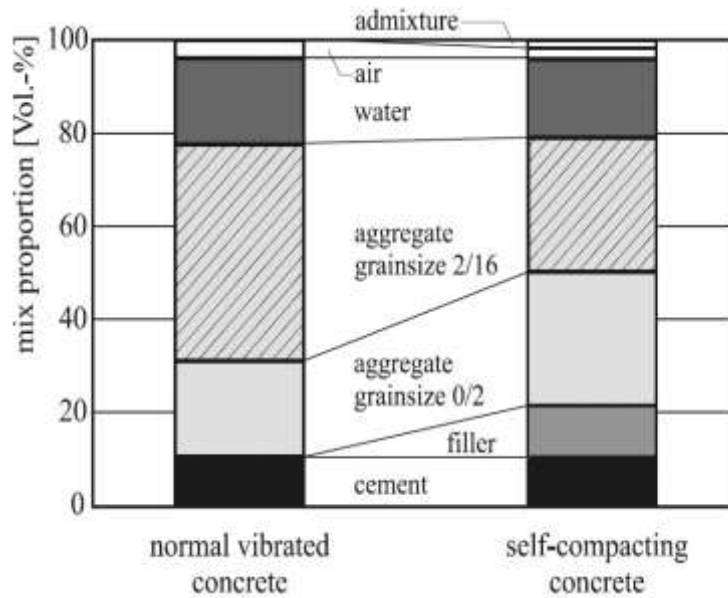 mix proportion [Vol.-%]
100
80
60
40
20
0
admixture
air
water
aggregate
grainsize 2/16
aggregate
grainsize 0/2
filler
cement
normal vibrated
concrete
self-compacting
concrete